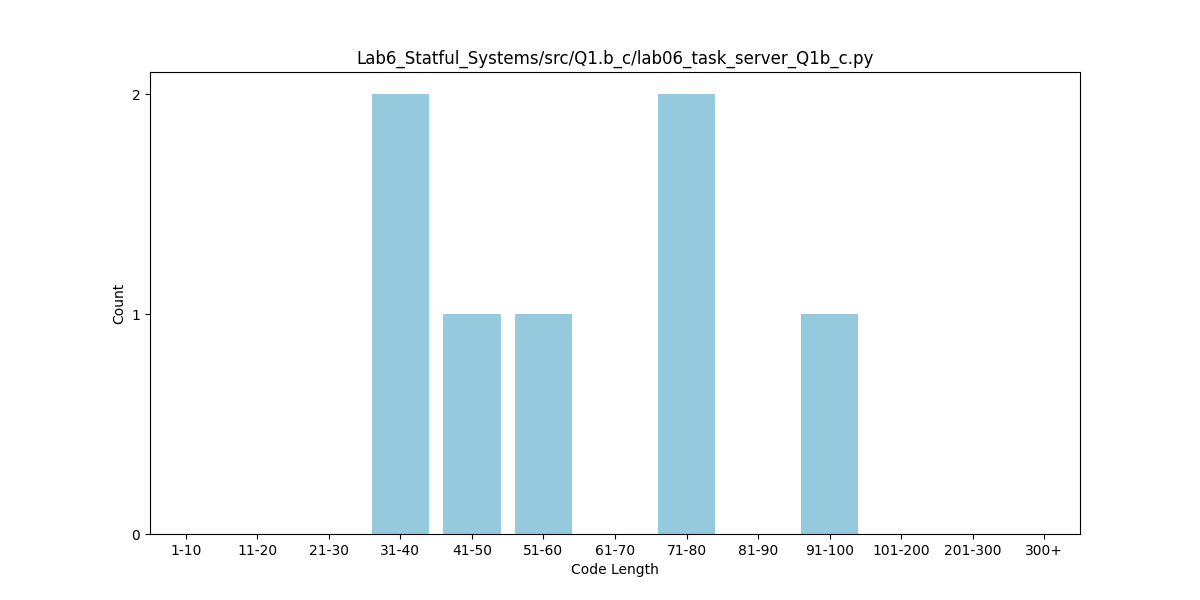 Lab6_Statful_Systems/src/Q1.b_c/lab06_task_server_Q1b_c.py
2
1
0
Count
1-10 11-20 21-30 31-40 41-50 51-60 61-70 71-80 81-90 91-100 101-200 201-300 300+
Code Length